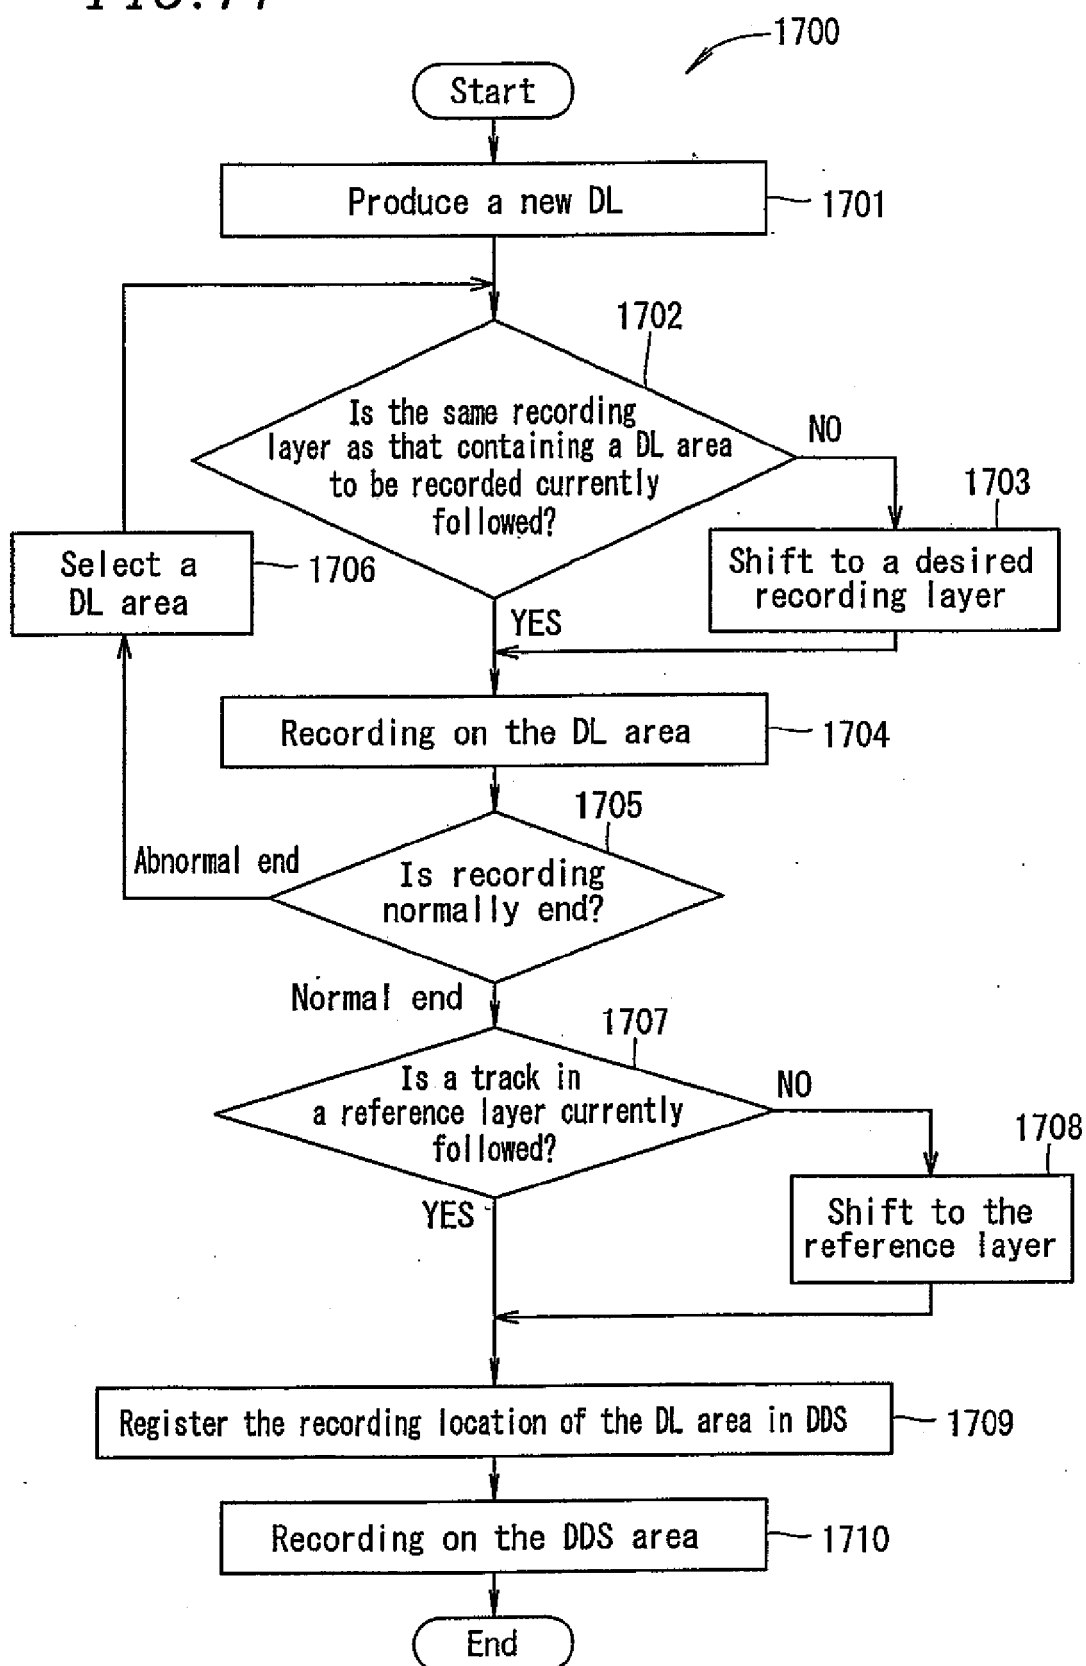 1700
Start
Produce a new DL
1701
1702
Is the same recording
layer as that containing a DL area
to be recorded currently
followed?
NO
1703
Shift to a desired
recording layer
Select a
DL area
1706
YES
Recording on the DL area
1704
1705
Abnormal end
Is recording
normally end?
Normal end
1707
Is a track in
a reference layer currently
followed?
NO
1708
Shift to the
reference layer
YES
Register the recording location of the DL area in DDS
1709
Recording on the DDS area
1710
End